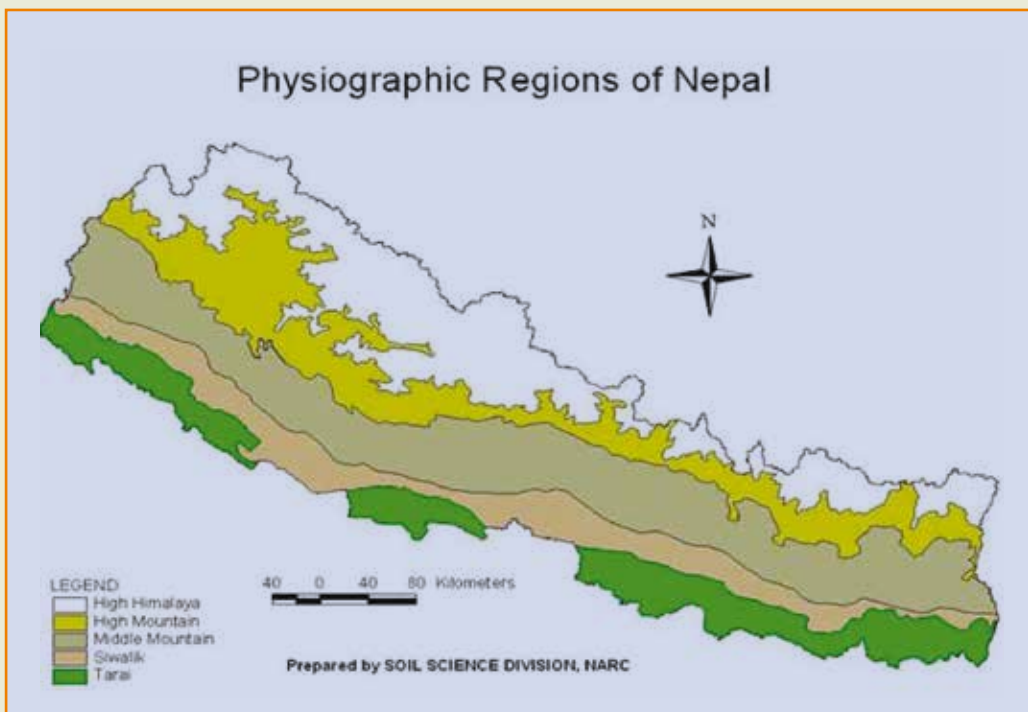 Physiographic Regions of Nepal
N
LEGEND
High Himalaya
High Mountain
Middle Mountain
Siwalik
Tarai
40 0 40 80 Kilometers
Prepared by SOIL SCIENCE DIVISION, NARC